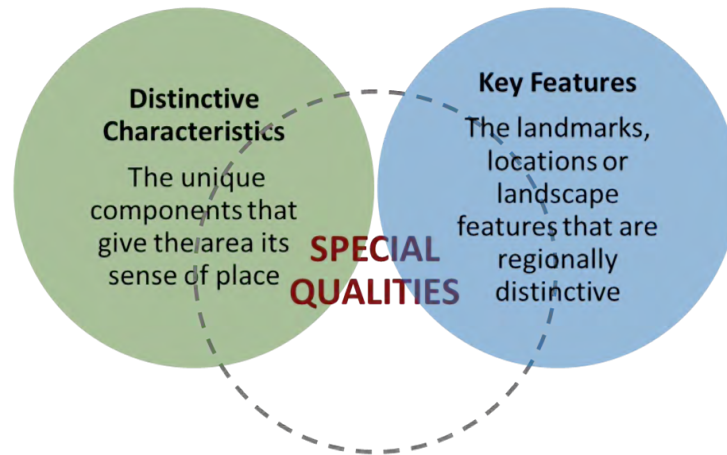 Distinctive
Characteristics
The unique
components that
give the area its
sense of place
Key Features
The landmarks,
locations or
landscape
features that are
regionally
distinctive
SPECIAL
QUALITIES